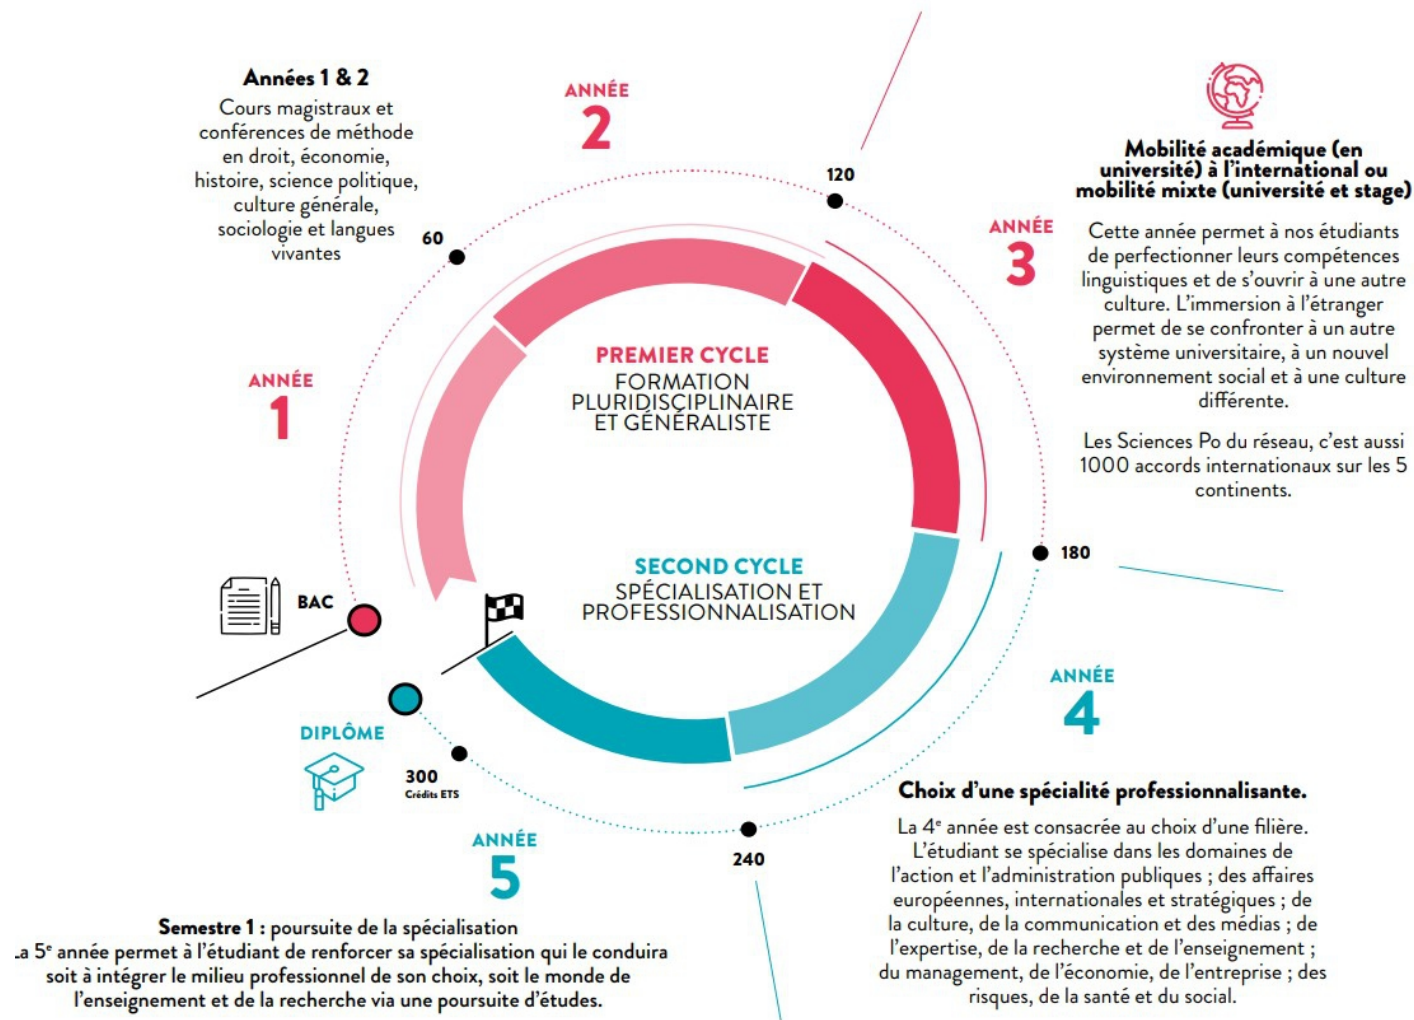 Années 1 & 2
Cours magistraux et
conférences de méthode
en droit, économie,
histoire, science politique,
culture générale,
sociologie et langues
vivantes
ANNÉE
1
60
ANNÉE
2
120
ANNÉE
3
Mobilité académique (en
université) à l'international ou
mobilité mixte (université et stage)
Cette année permet à nos étudiants
de perfectionner leurs compétences
linguistiques et de s'ouvrir à une autre
culture. L'immersion à l'étranger
permet de se confronter à un autre
système universitaire, à un nouvel
environnement social et à une culture
différente.
Les Sciences Po du réseau, c'est aussi
1000 accords internationaux sur les 5
continents.
PREMIER CYCLE
FORMATION
PLURIDISCIPLINAIRE
ET GÉNÉRALISTE
SECOND CYCLE
SPÉCIALISATION ET
PROFESSIONNALISATION
BAC
180
ANNÉE
4
Choix d'une spécialité professionnalisante.
La 4e année est consacrée au choix d'une filière.
L'étudiant se spécialise dans les domaines de
l'action et l'administration publiques ; des affaires
européennes, internationales et stratégiques ; de
la culture, de la communication et des médias ; de
l'expertise, de la recherche et de l'enseignement ;
du management, de l'économie, de l'entreprise ; des
risques, de la santé et du social.
240
DIPLÔME
300
Crédits ETS
ANNÉE
5
Semestre 1 : poursuite de la spécialisation
La 5e année permet à l'étudiant de renforcer sa spécialisation qui le conduira
soit à intégrer le milieu professionnel de son choix, soit le monde de
l'enseignement et de la recherche via une poursuite d'études.